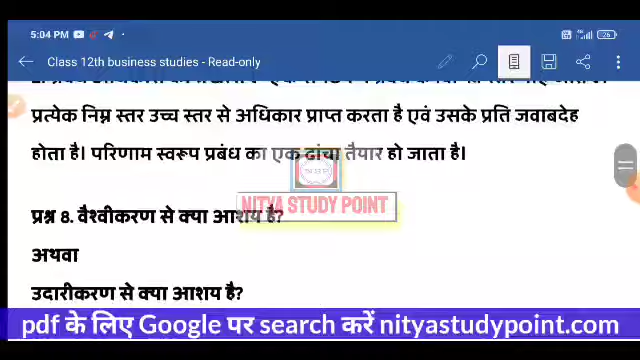 5:04 PM
26
Class 12th business studies - Read-only
प्रत्येक निम्न स्तर उच्च स्तर से अधिकार प्राप्त करता है एवं उसके प्रति जवाबदेह
होता है। परिणाम स्वरूप प्रबंध का एक ढांचा तैयार हो जाता है।
NITYA STUDY POINT
प्रश्न 8. वैश्वीकरण से क्या आशय है?
अथवा
उदारीकरण से क्या आशय है?
pdf के लिए Google पर search करें nityastudypoint.com